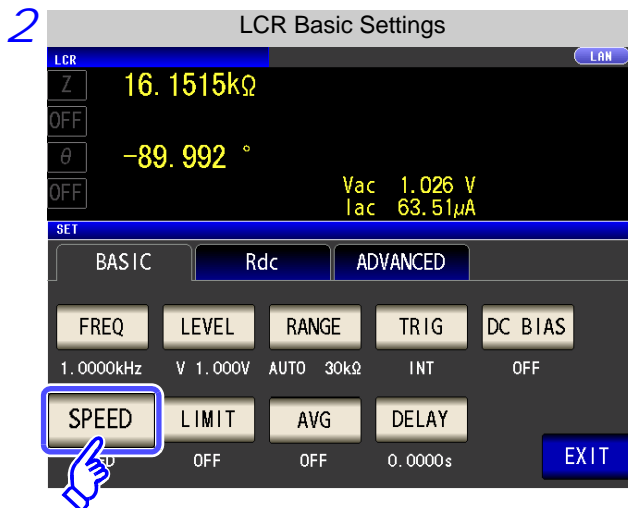 2
LCR Basic Settings
LCR
LAN
Z 16.1515kΩ
OFF
θ -89.992 °
OFF
Vac 1.026 V
Iac 63.51μA
SET
BASIC Rdc ADVANCED
FREQ LEVEL RANGE TRIG DC BIAS
1.0000kHz V 1.000V AUTO 30kΩ INT OFF
SPEED LIMIT AVG DELAY
OFF OFF 0.0000s
EXIT